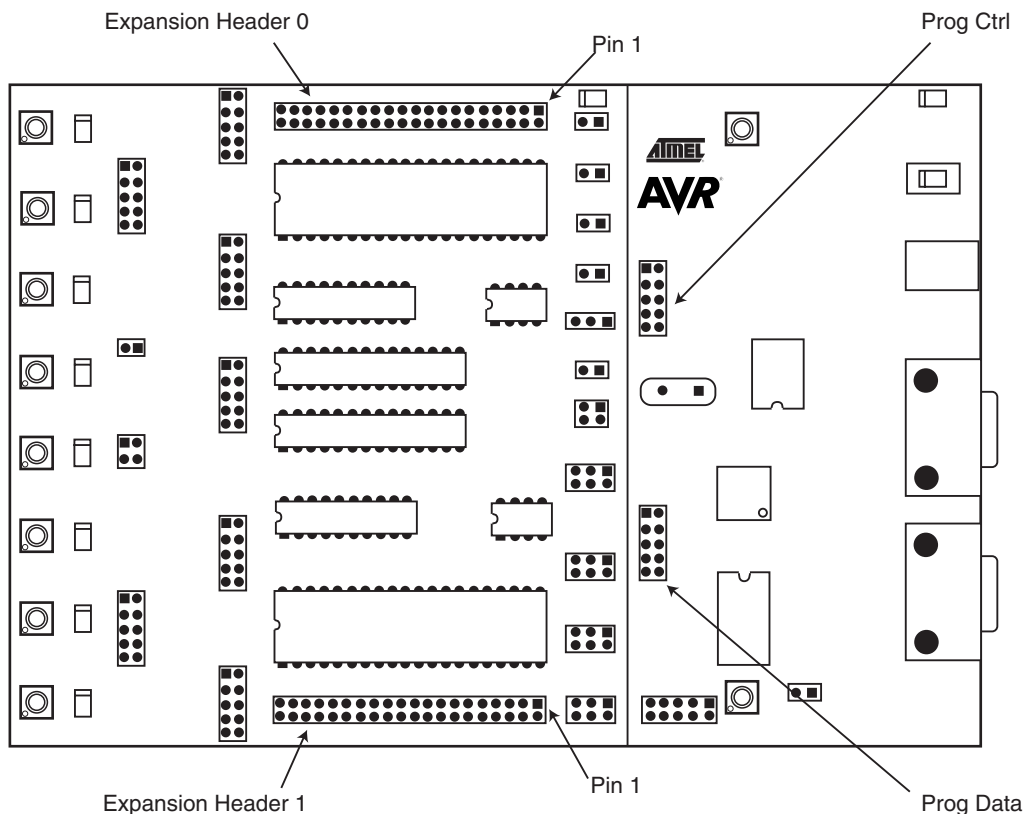 Expansion Header 0
Prog Ctrl
Pin 1
ATMEL
AVR
Pin 1
Expansion Header 1
Prog Data